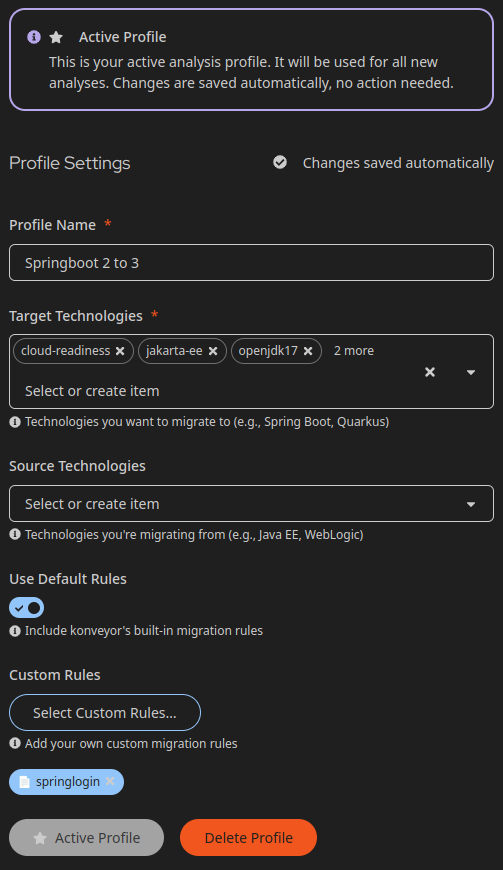 Active Profile
This is your active analysis profile. It will be used for all new
analyses. Changes are saved automatically, no action needed.
Profile Settings
Changes saved automatically
Profile Name *
Springboot 2 to 3
Target Technologies *
cloud-readiness
jakarta-ee
openjdk17
2 more
Select or create item
Technologies you want to migrate to (e.g., Spring Boot, Quarkus)
Source Technologies
Select or create item
Technologies you're migrating from (e.g., Java EE, WebLogic)
Use Default Rules
Include konveyor's built-in migration rules
Custom Rules
Select Custom Rules...
Add your own custom migration rules
springlogin
Active Profile
Delete Profile